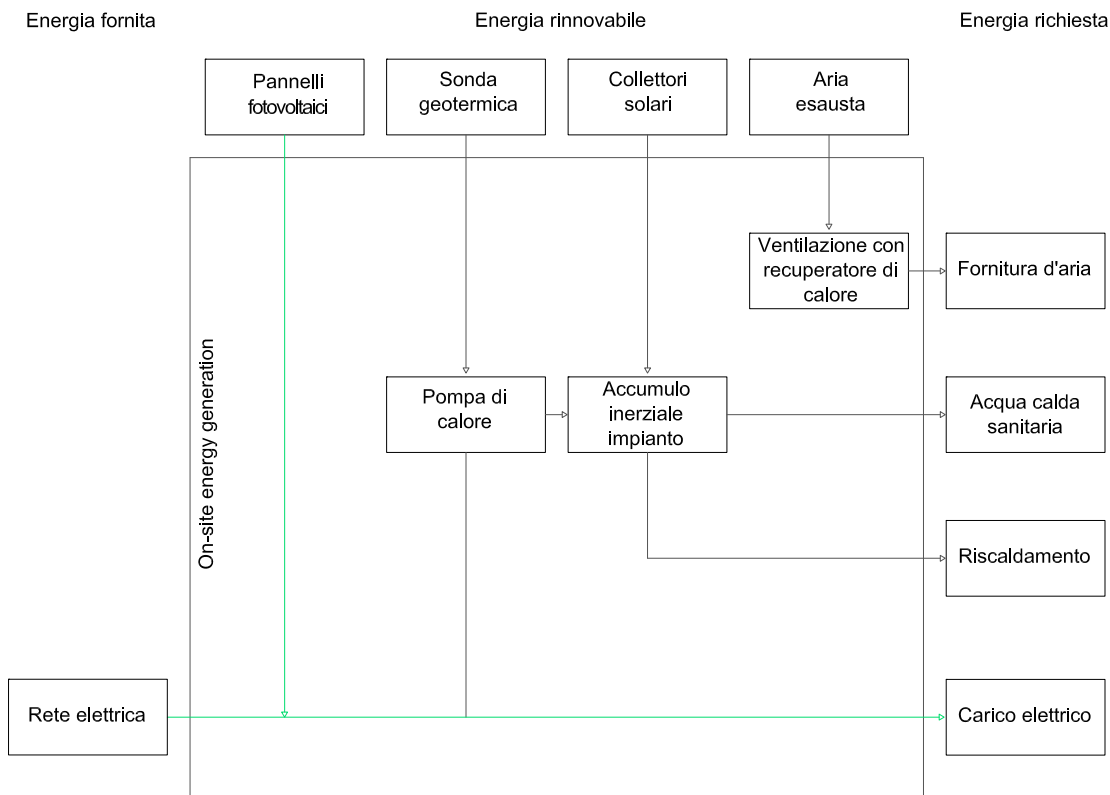 Energia fornita
Energia rinnovabile
Energia richiesta
Pannelli
fotovoltaici
Sonda
geotermica
Collettori
solari
Aria
esausta
Ventilazione con
recuperatore di
calore
Fornitura d'aria
On-site energy generation
Pompa di
calore
Accumulo
inerziale
impianto
Acqua calda
sanitaria
Riscaldamento
Rete elettrica
Carico elettrico